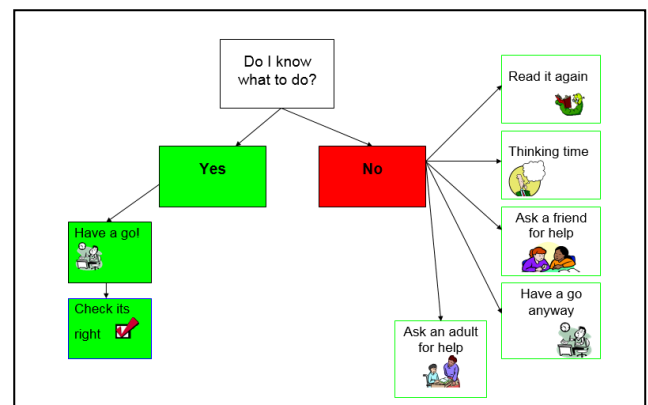 Do I know
what to do?
Yes
No
Have a go!
Check its
right
Read it again
Thinking time
Ask a friend
for help
Have a go
anyway
Ask an adult
for help